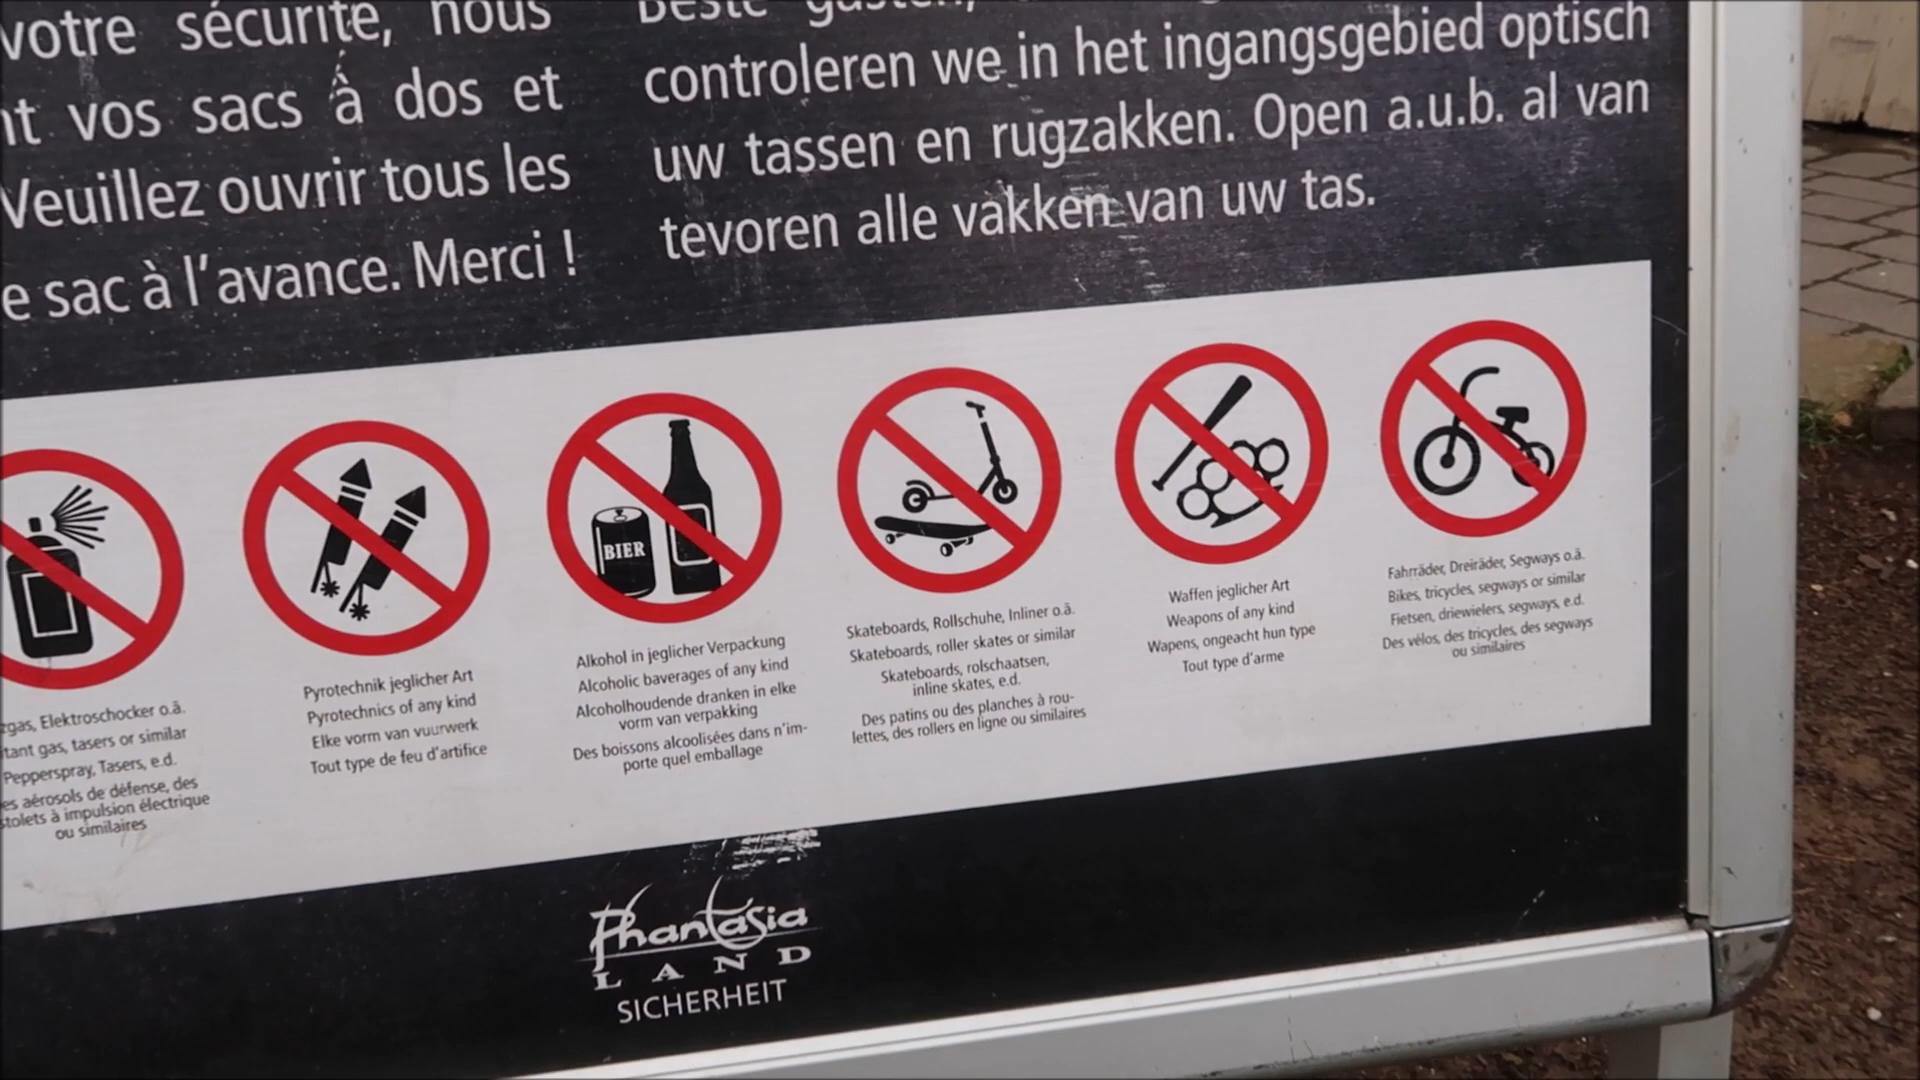 votre sécurité, nous
vos sacs à dos et
Veuillez ouvrir tous les
sac à l'avance. Merci !
Beste gasten,
controleren we in het ingangsgebied optisch
uw tassen en rugzakken. Open a.u.b. al van
tevoren alle vakken van uw tas.
Elektroschocker o.ä.
gas, tasers or similar
Pepperspray, Tasers, e.d.
aérosols de défense, des
à impulsion électrique
ou similaires
Pyrotechnik jeglicher Art
Pyrotechnics of any kind
Elke vorm van vuurwerk
Tout type de feu d'artifice
BIER
Alkohol in jeglicher Verpackung
Alcoholic baverages of any kind
Alcoholhoudende dranken in elke
vorm van verpakking
Des boissons alcoolisées dans n'im-
porte quel emballage
Skateboards, Rollschuhe, Inliner o.ä.
Skateboards, roller skates or similar
Skateboards, rolschaatsen,
inline skates, e.d.
Des patins ou des planches à rou-
lettes, des rollers en ligne ou similaires
Waffen jeglicher Art
Weapons of any kind
Wapens, ongeacht hun type
Tout type d'arme
Fahrräder, Dreiräder, Segways o.ä.
Bikes, tricycles, segways or similar
Fietsen, driewielers, segways, e.d.
Des vélos, des tricycles, des segways
ou similaires
Phantasia
LAND
SICHERHEIT